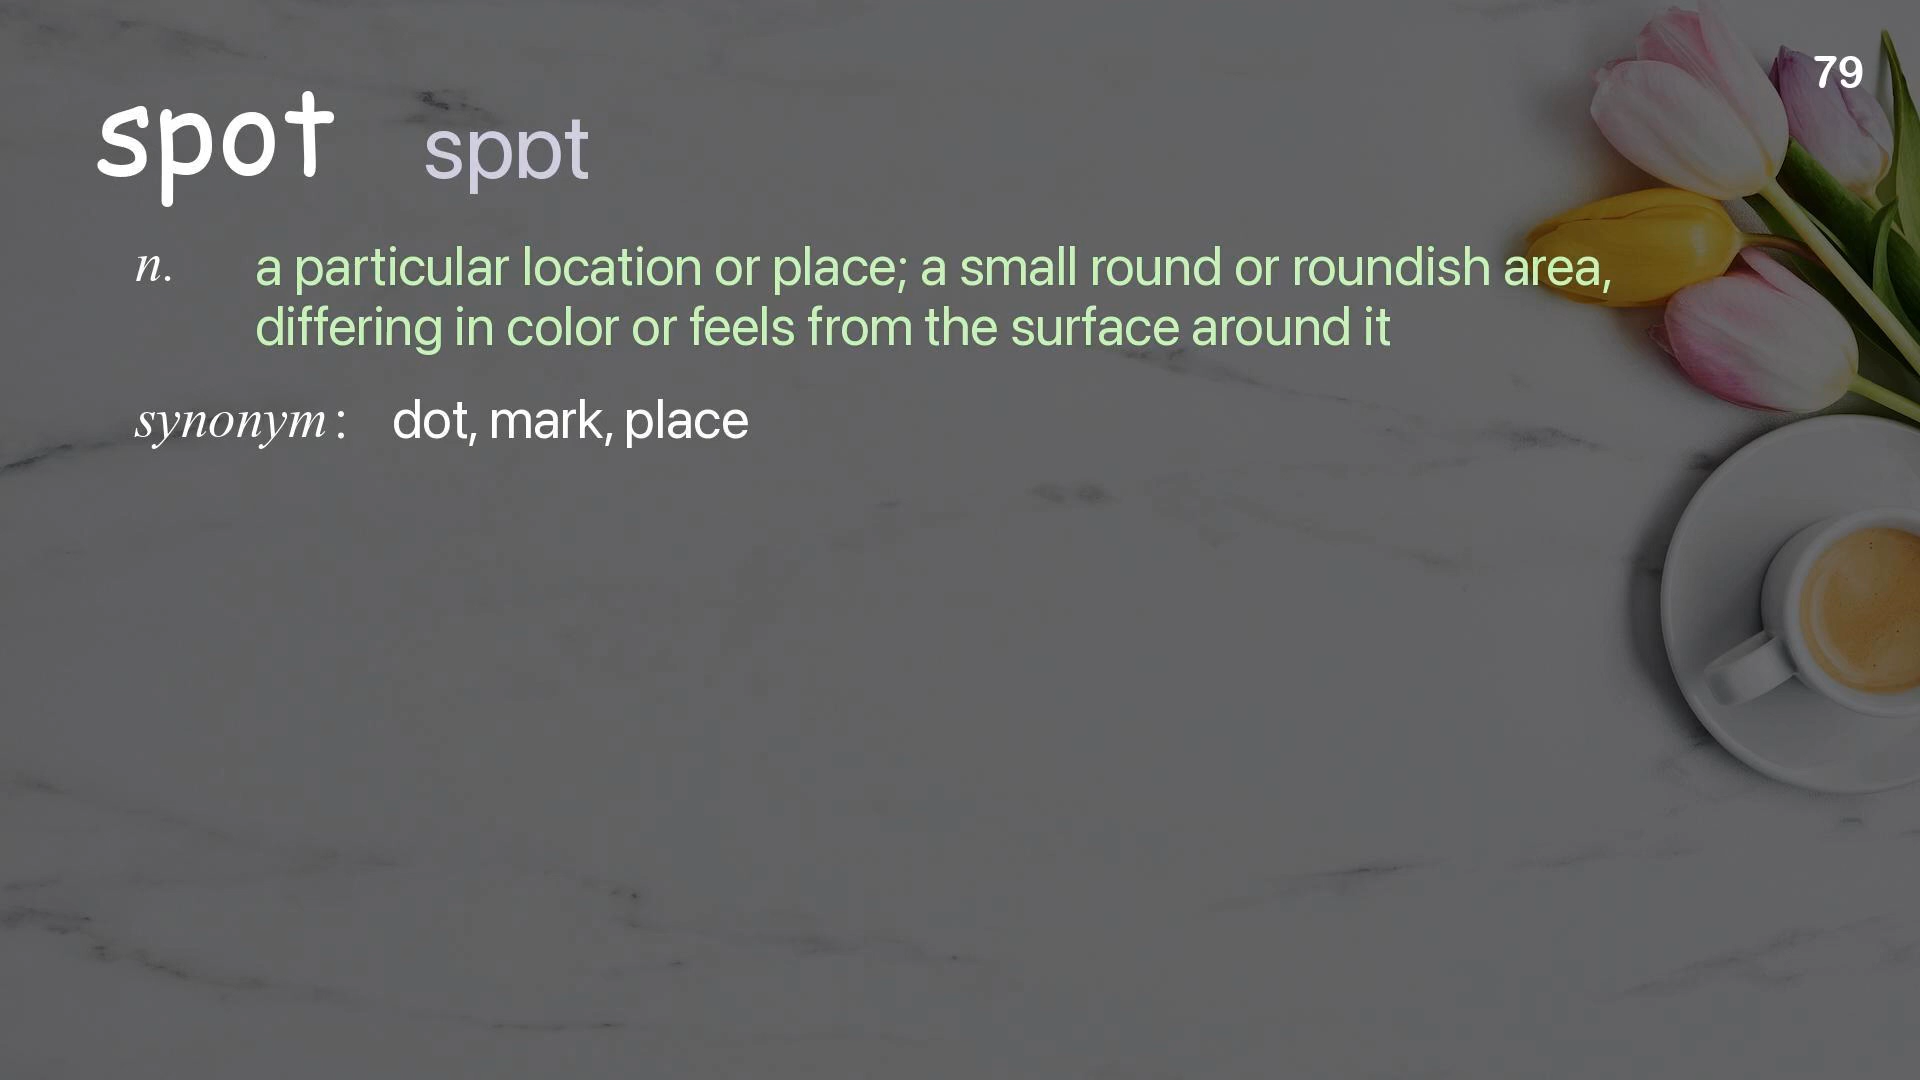 79
spot spɒt
n. a particular location or place; a small round or roundish area,
differing in color or feels from the surface around it
synonym : dot, mark, place